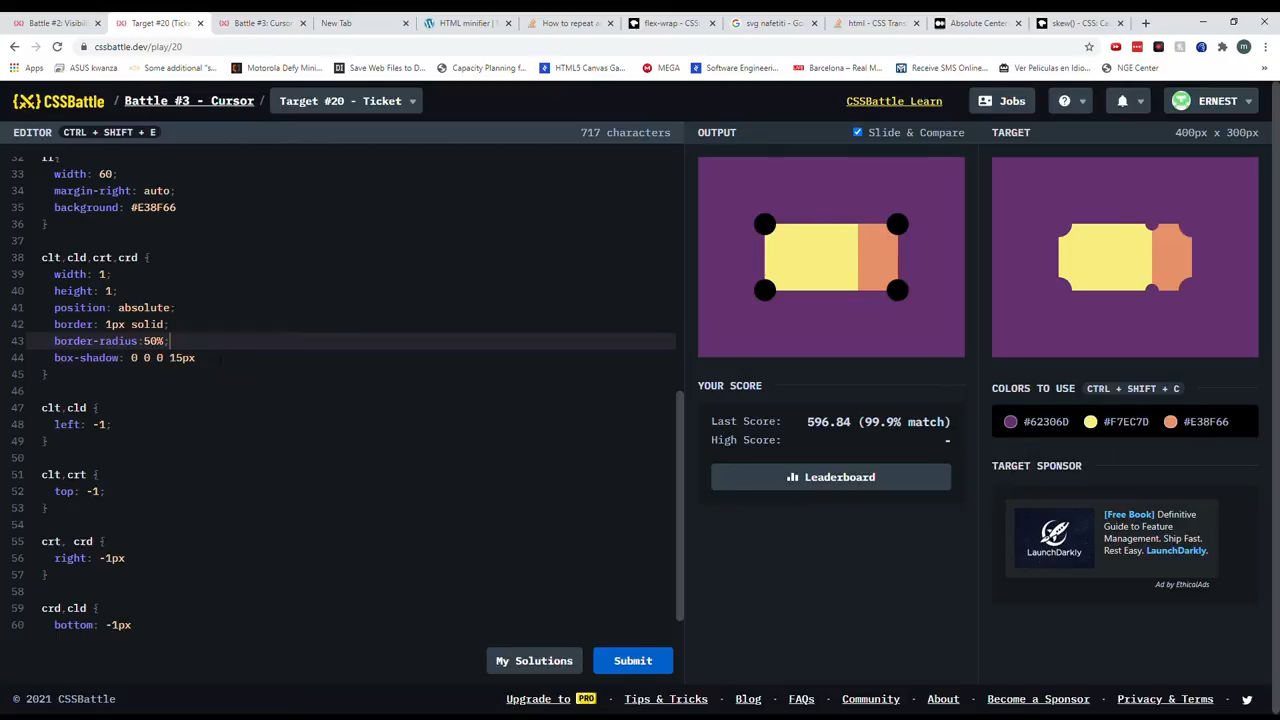 Battle #2: Visibili
Target #20 (Ticke
Battle #3: Cursor
New Tab
HTML minifier |
How to repeat a
flex-wrap - CSS:
svg nafetiti - Go
html - CSS Trans
Absolute Center
skew() - CSS: Ca
cssbattle.dev/play/20
Apps
ASUS kwanza
Some additional "s...
Motorola Defy Mini...
Save Web Files to D...
Capacity Planning f...
HTML5 Canvas Ga...
MEGA
Software Engineeri...
Barcelona – Real M...
Receive SMS Online...
Ver Peliculas en Idio...
NGE Center
»
{X} CSSBattle / Battle #3 - Cursor / Target #20 - Ticket
CSSBattle Learn
Jobs
ERNEST
EDITOR CTRL + SHIFT + E
717 characters
OUTPUT
Slide & Compare
TARGET
400px x 300px
32 li{
33 width: 60;
34 margin-right: auto;
35 background: #E38F66
36 }
37
38 clt,cld,crt,crd {
39 width: 1;
40 height: 1;
41 position: absolute;
42 border: 1px solid;
43 border-radius:50%;
44 box-shadow: 0 0 0 15px
45 }
46
47 clt,cld {
48 left: -1;
49 }
50
51 clt,crt {
52 top: -1;
53 }
54
55 crt, crd {
56 right: -1px
57 }
58
59 crd,cld {
60 bottom: -1px
YOUR SCORE
Last Score: 596.84 (99.9% match)
High Score: -
Leaderboard
COLORS TO USE CTRL + SHIFT + C
#62306D #F7EC7D #E38F66
TARGET SPONSOR
LaunchDarkly
[Free Book] Definitive
Guide to Feature
Management. Ship Fast.
Rest Easy. LaunchDarkly.
Ad by EthicalAds
My Solutions
Submit
© 2021 CSSBattle
Upgrade to PRO · Tips & Tricks · Blog · FAQs · Community · About · Become a Sponsor · Privacy & Terms ·